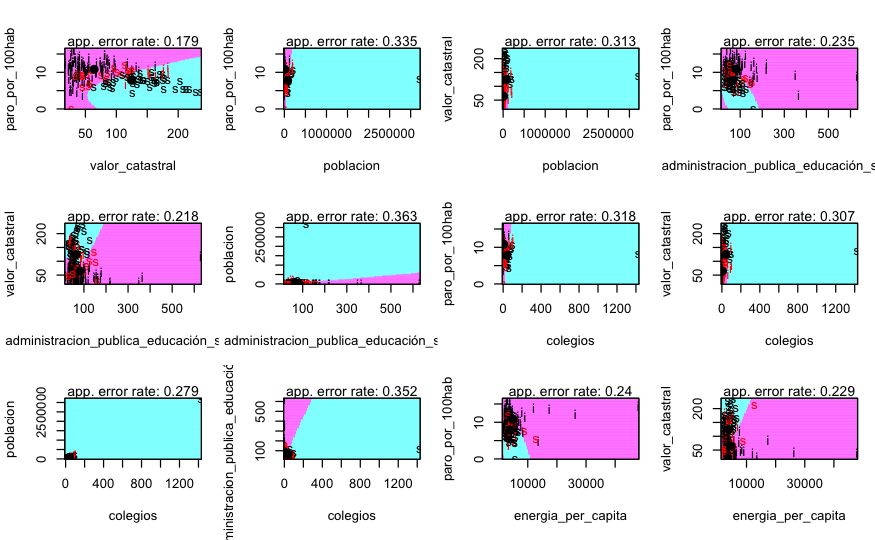 app. error rate: 0.179
paro_por_100hab
0 10
50 100 200
valor_catastral
app. error rate: 0.335
paro_por_100hab
0 10
0 1000000 2500000
poblacion
app. error rate: 0.313
valor_catastral
50 200
0 1000000 2500000
poblacion
app. error rate: 0.235
paro_por_100hab
0 10
100 300 500
administracion_publica_educación_s
app. error rate: 0.218
valor_catastral
50 200
100 300 500
administracion_publica_educación_s
app. error rate: 0.363
poblacion
0 2500000
100 300 500
administracion_publica_educación_s
app. error rate: 0.318
paro_por_100hab
0 10
0 400 800 1200
colegios
app. error rate: 0.307
valor_catastral
50 200
0 400 800 1200
colegios
app. error rate: 0.279
poblacion
0 2500000
0 400 800 1200
colegios
app. error rate: 0.352
ministracion_publica_educació
100 500
0 400 800 1200
colegios
app. error rate: 0.24
paro_por_100hab
0 10
10000 30000
energia_per_capita
app. error rate: 0.229
valor_catastral
50 200
10000 30000
energia_per_capita